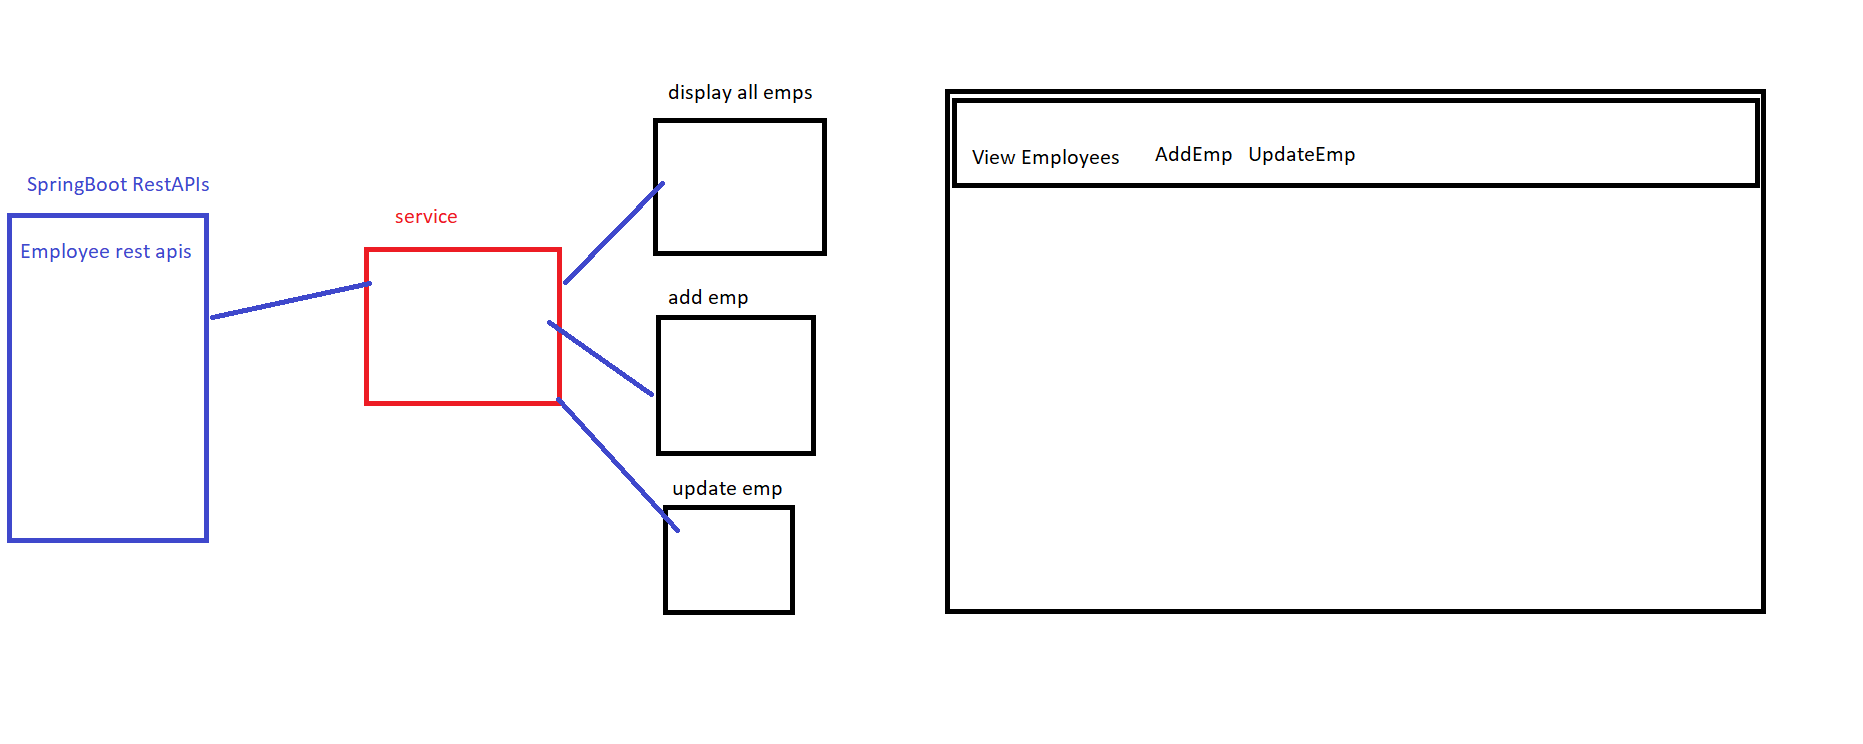 SpringBoot RestAPIs
Employee rest apis
service
display all emps
add emp
update emp
View Employees AddEmp UpdateEmp